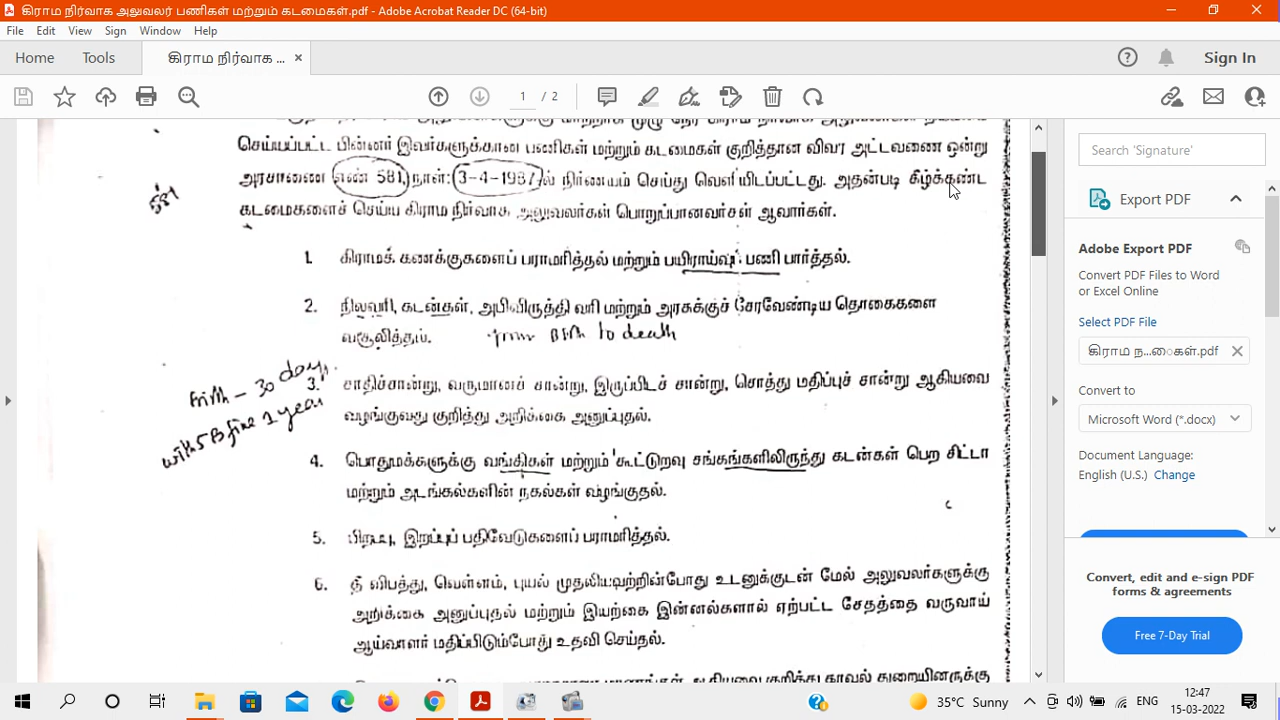 கிராம நிர்வாக அலுவலர் பணிகள் மற்றும் கடமைகள்.pdf - Adobe Acrobat Reader DC (64-bit)
File Edit View Sign Window Help
Home Tools கிராம நிர்வாக ... × Sign In
1 / 2
செய்யப்பட்ட பின்னர் இவர்களுக்கான பணிகள் மற்றும் கடமைகள் குறித்தான விவர அட்டவணை ஒன்று
அரசாணை எண் 581, நாள்: 3-4-1987ல் நிர்ணயம் செய்து வெளியிடப்பட்டது. அதன்படி கீழ்க்கண்ட
581
கடமைகளைச் செய்ய கிராம நிர்வாக அலுவலர்கள் பொறுப்பானவர்கள் ஆவார்கள்.
1. கிராமக் கணக்குகளைப் பராமரித்தல் மற்றும் பயிராய்வுப் பணி பார்த்தல்.
2. நிலவரி, கடன்கள், அபிவிருத்தி வரி மற்றும் அரசுக்குச் சேரவேண்டிய தொகைகளை
வசூலித்தல். from Birth to death
Birth - 30 days
3. சாதிச்சான்று, வருமானச் சான்று, இருப்பிடச் சான்று, சொத்து மதிப்புச் சான்று ஆகியவை
fine 1 year
வழங்குவது குறித்து அறிக்கை அனுப்புதல்.
4. பொதுமக்களுக்கு வங்கிகள் மற்றும் கூட்டுறவு சங்கங்களிலிருந்து கடன்கள் பெற சிட்டா
மற்றும் அடங்கல்களின் நகல்கள் வழங்குதல்.
5. பிறப்பு, இறப்புப் பதிவேடுகளைப் பராமரித்தல்.
6. தீ விபத்து, வெள்ளம், புயல் முதலியவற்றின்போது உடனுக்குடன் மேல் அலுவலர்களுக்கு
அறிக்கை அனுப்புதல் மற்றும் இயற்கை இன்னல்களால் ஏற்பட்ட சேதத்தை வருவாய்
ஆய்வாளர் மதிப்பிடும்போது உதவி செய்தல்.
குறித்து காவல் துறையினருக்கு
Search 'Signature'
Export PDF
Adobe Export PDF
Convert PDF Files to Word
or Excel Online
Select PDF File
கிராம ந...ைகள்.pdf ×
Convert to
Microsoft Word (*.docx)
Document Language:
English (U.S.) Change
Convert, edit and e-sign PDF
forms & agreements
Free 7-Day Trial
35°C Sunny ENG 12:47
15-03-2022